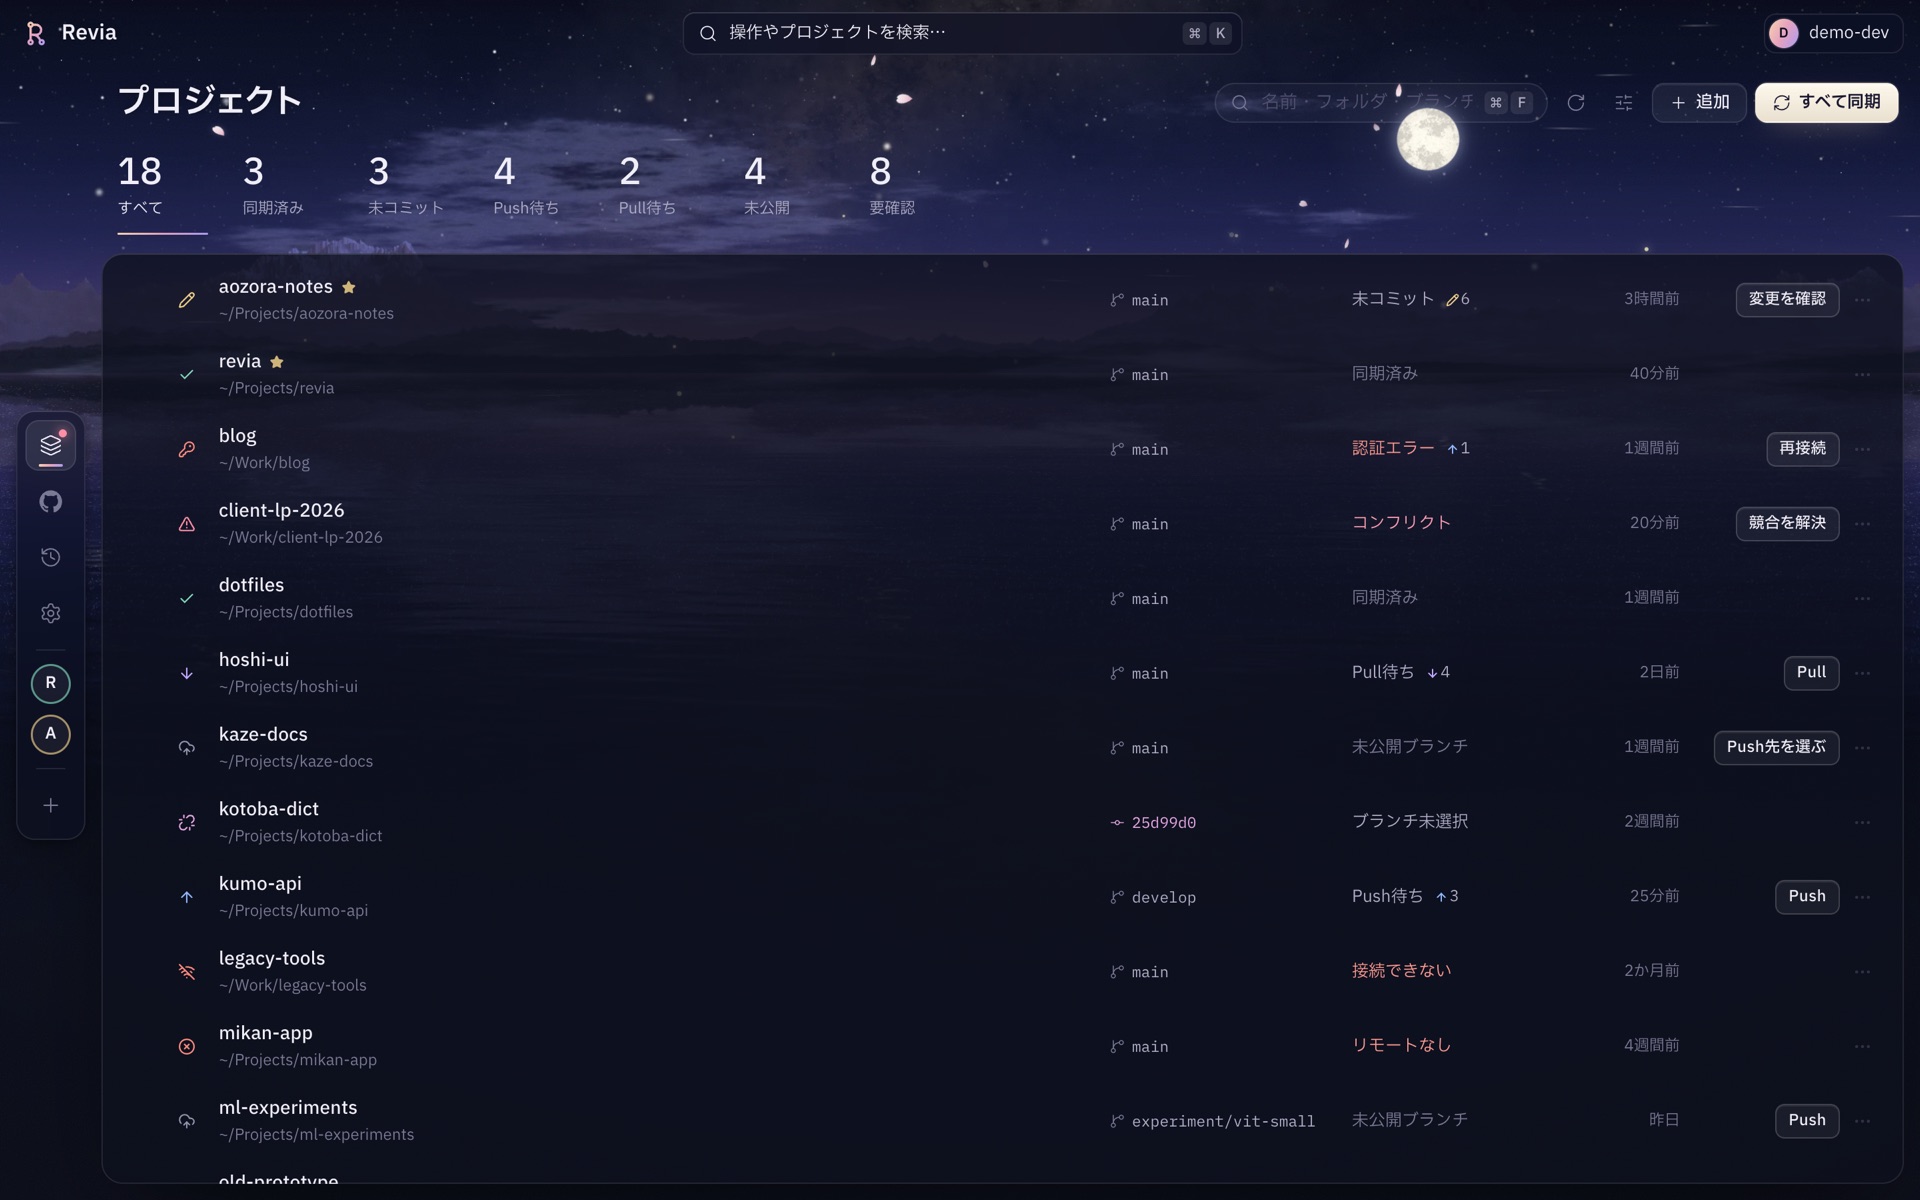 Revia
操作やプロジェクトを検索…
⌘ K
D demo-dev
プロジェクト
名前・フォルダ・ブランチ ⌘ F
+ 追加
すべて同期
18 すべて
3 同期済み
3 未コミット
4 Push待ち
2 Pull待ち
4 未公開
8 要確認
aozora-notes
~/Projects/aozora-notes
main 未コミット 6 3時間前 変更を確認
revia
~/Projects/revia
main 同期済み 40分前
blog
~/Work/blog
main 認証エラー ↑1 1週間前 再接続
client-lp-2026
~/Work/client-lp-2026
main コンフリクト 20分前 競合を解決
dotfiles
~/Projects/dotfiles
main 同期済み 1週間前
hoshi-ui
~/Projects/hoshi-ui
main Pull待ち ↓4 2日前 Pull
kaze-docs
~/Projects/kaze-docs
main 未公開ブランチ 1週間前 Push先を選ぶ
kotoba-dict
~/Projects/kotoba-dict
25d99d0 ブランチ未選択 2週間前
kumo-api
~/Projects/kumo-api
develop Push待ち ↑3 25分前 Push
legacy-tools
~/Work/legacy-tools
main 接続できない 2か月前
mikan-app
~/Projects/mikan-app
main リモートなし 4週間前
ml-experiments
~/Projects/ml-experiments
experiment/vit-small 未公開ブランチ 昨日 Push
old-prototype
R
A